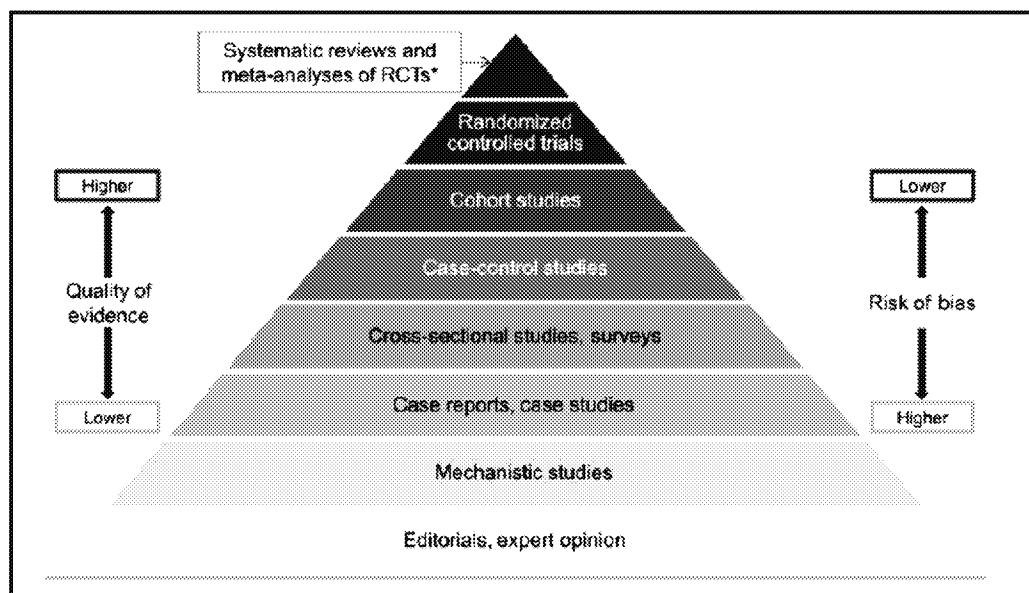 Systematic reviews and
meta-analyses of RCTs*
Randomized
controlled trials
Higher
Lower
Cohort studies
Case-control studies
Quality of
evidence
Risk of bias
Cross-sectional studies, surveys
Case reports, case studies
Lower
Higher
Mechanistic studies
Editorials, expert opinion